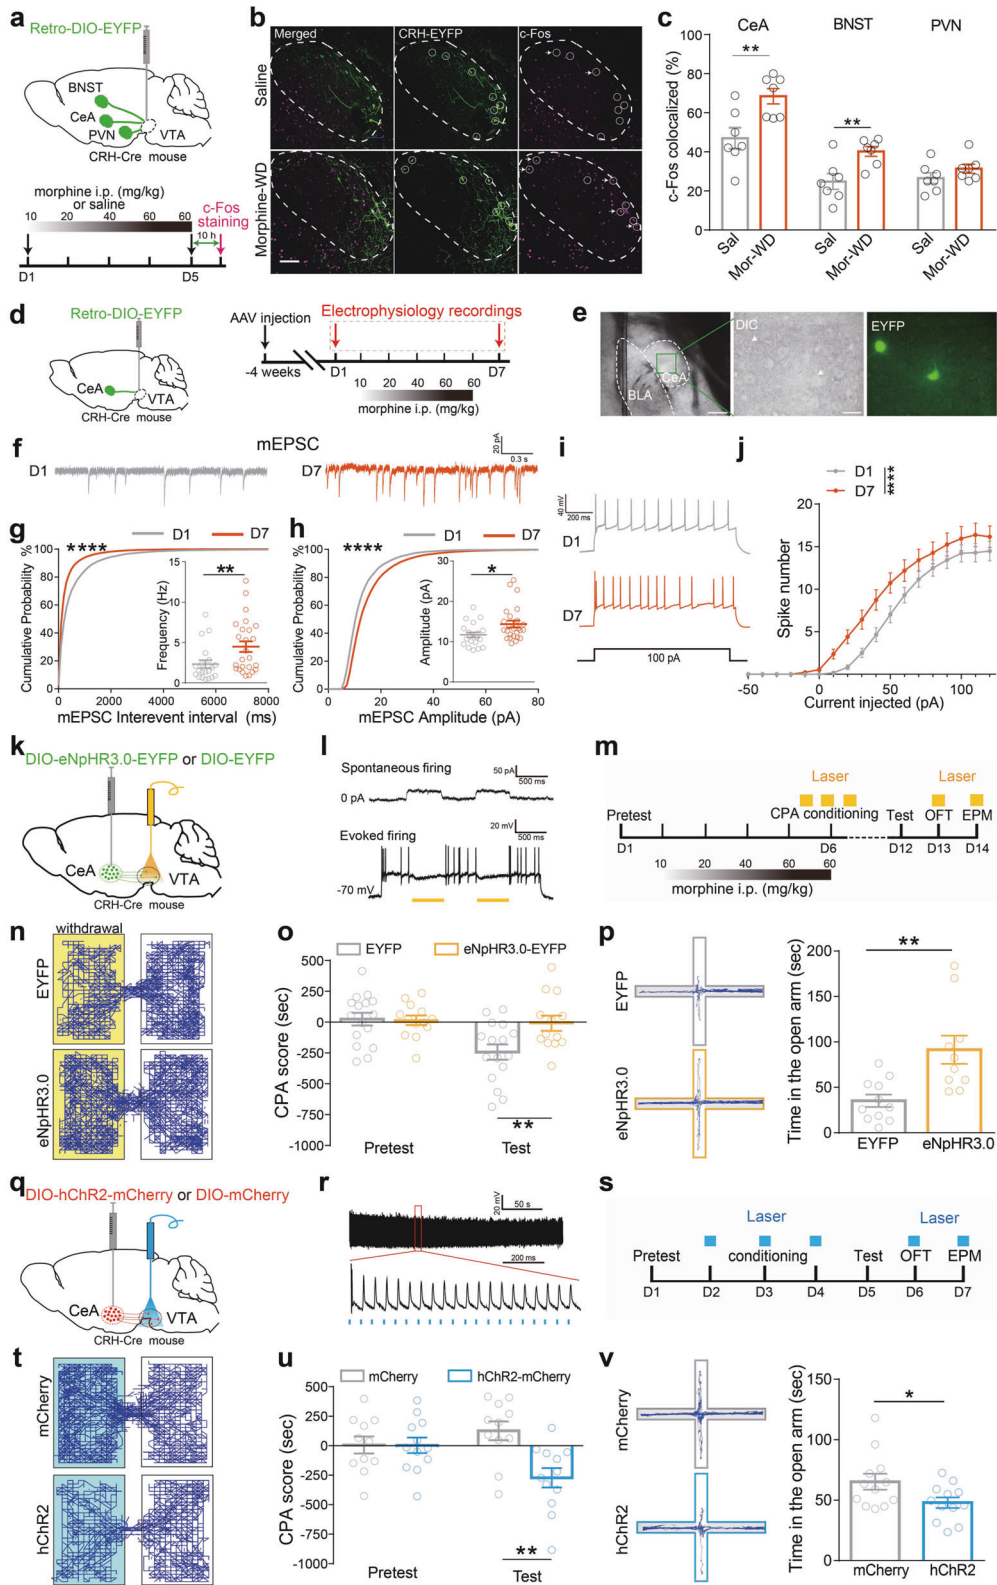 a
Retro-DIO-EYFP
BNST
CeA
PVN
VTA
CRH-Cre mouse
morphine i.p. (mg/kg)
or saline
10 20 40 60 60
c-Fos
staining
10 h
D1 D5
b
Merged CRH-EYFP c-Fos
Saline
Morphine-WD
c
CeA BNST PVN
c-Fos colocalized (%)
100
80
60
40
20
0
** **
Sal Mor-WD Sal Mor-WD Sal Mor-WD
d
Retro-DIO-EYFP
CeA
VTA
CRH-Cre mouse
AAV injection
Electrophysiology recordings
-4 weeks D1 D7
10 20 40 60 60
morphine i.p. (mg/kg)
e
DIC EYFP
CeA
BLA
f
mEPSC
20 pA
0.3 s
D1 D7
g
D1 D7
Cumulative Probability %
100
80
60
40
20
0
****
**
Frequency (Hz)
15
10
5
0
0 2000 4000 6000 8000
mEPSC Interevent interval (ms)
h
D1 D7
Cumulative Probability %
100
80
60
40
20
0
****
*
Amplitude (pA)
30
20
10
0
0 20 40 60 80
mEPSC Amplitude (pA)
i
40 mV
200 ms
D1
D7
100 pA
j
D1
D7
****
Spike number
20
15
10
5
-50 0 50 100
Current injected (pA)
k
DIO-eNpHR3.0-EYFP or DIO-EYFP
CeA
VTA
CRH-Cre mouse
l
Spontaneous firing
50 pA
500 ms
0 pA
Evoked firing
20 mV
500 ms
-70 mV
m
Laser Laser
Pretest CPA conditioning Test OFT EPM
D1 D6 D12 D13 D14
10 20 40 60 60
morphine i.p. (mg/kg)
n
withdrawal
EYFP
eNpHR3.0
o
EYFP eNpHR3.0-EYFP
CPA score (sec)
500
250
0
-250
-500
-750
-1000
**
Pretest Test
p
EYFP
eNpHR3.0
Time in the open arm (sec)
200
150
100
50
0
**
EYFP eNpHR3.0
q
DIO-hChR2-mCherry or DIO-mCherry
CeA
VTA
CRH-Cre mouse
r
20 mV
50 s
200 ms
s
Laser Laser
Pretest conditioning Test OFT EPM
D1 D2 D3 D4 D5 D6 D7
t
mCherry
hChR2
u
mCherry hChR2-mCherry
CPA score (sec)
500
250
0
-250
-500
-750
-1000
**
Pretest Test
v
mCherry
hChR2
Time in the open arm (sec)
150
100
50
0
*
mCherry hChR2